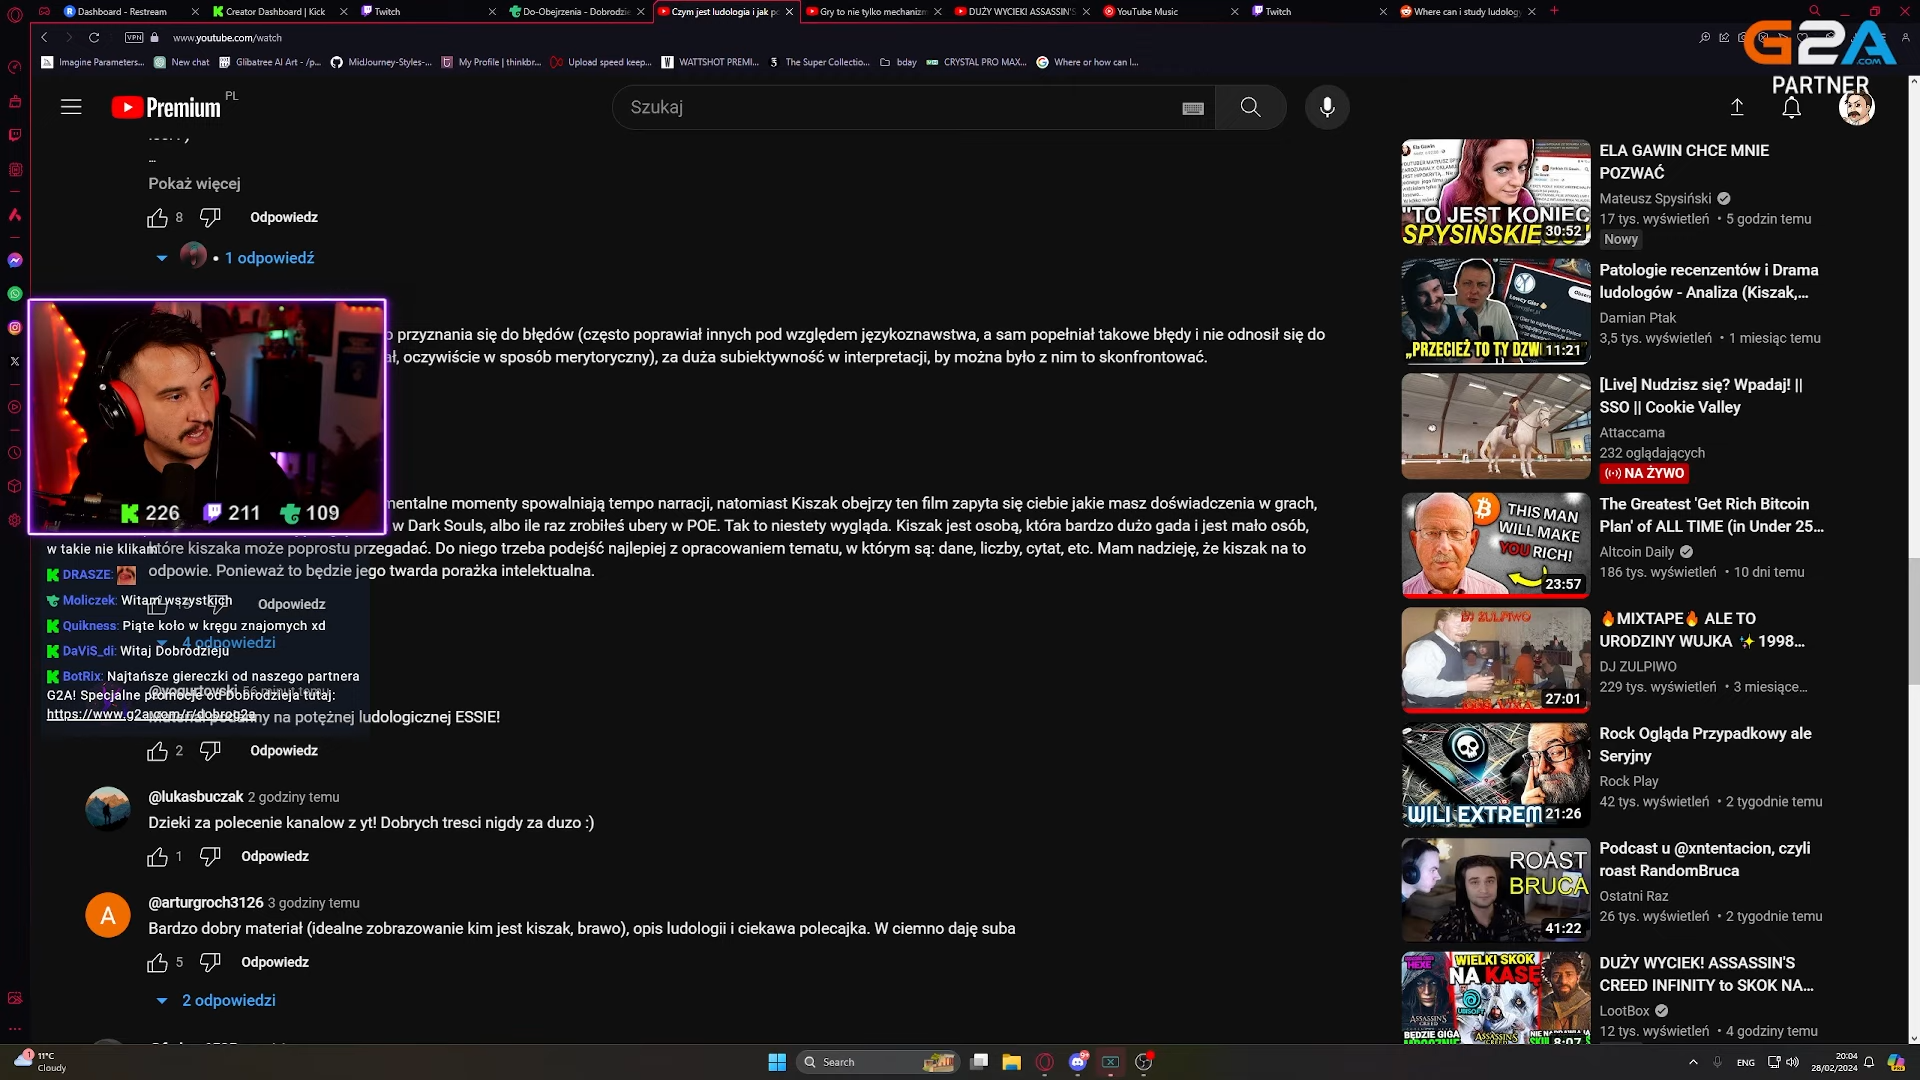 Dashboard - Restream
Creator Dashboard | Kick
Twitch
Do-Obejrzenia - Dobrodzie
Czym jest ludologia i jak po
Gry to nie tylko mechanizm
DUŻY WYCIEK! ASSASSIN'S
YouTube Music
Twitch
Where can i study ludology
VPN
www.youtube.com/watch
Imagine Parameters...
New chat
Glibatree AI Art - /p...
MidJourney-Styles-...
My Profile | thinkbr...
Upload speed keep...
WATTSHOT PREMI...
The Super Collectio...
bday
CRYSTAL PRO MAX...
Where or how can I...
G2A.COM
PARTNER
Premium PL
Szukaj
...
Pokaż więcej
8 Odpowiedz
• 1 odpowiedź
przyznania się do błędów (często poprawiał innych pod względem językoznawstwa, a sam popełniał takowe błędy i nie odnosił się do
oczywiście w sposób merytoryczny), za duża subiektywność w interpretacji, by można było z nim to skonfrontować.
mentalne momenty spowalniają tempo narracji, natomiast Kiszak obejrzy ten film zapyta się ciebie jakie masz doświadczenia w grach,
w Dark Souls, albo ile raz zrobiłeś ubery w POE. Tak to niestety wygląda. Kiszak jest osobą, która bardzo dużo gada i jest mało osób,
które kiszaka może poprostu przegadać. Do niego trzeba podejść najlepiej z opracowaniem tematu, w którym są: dane, liczby, cytat, etc. Mam nadzieję, że kiszak na to
odpowie. Ponieważ to będzie jego twarda porażka intelektualna.
Odpowiedz
4 odpowiedzi
226 211 109
w takie nie klikam
DRASZE:
Moliczek: Witam wszystkich
Quikness: Piąte koło w kręgu znajomych xd
DaViS_di: Witaj Dobrodzieju
BotRix: Najtańsze giereczki od naszego partnera
G2A! Specjalne promocje od Dobrodzieja tutaj:
https://www.g2a.com/r/dobrog2a
@yogurtovski 56 minut temu
Materiał podanny na potężnej ludologicznej ESSIE!
2 Odpowiedz
@lukasbuczak 2 godziny temu
Dzieki za polecenie kanalow z yt! Dobrych tresci nigdy za duzo :)
1 Odpowiedz
A
@arturgroch3126 3 godziny temu
Bardzo dobry materiał (idealne zobrazowanie kim jest kiszak, brawo), opis ludologii i ciekawa polecajka. W ciemno daję suba
5 Odpowiedz
2 odpowiedzi
"TO JEST KONIEC
SPYSIŃSKIEGO"
30:52
ELA GAWIN CHCE MNIE
POZWAĆ
Mateusz Spysiński
17 tys. wyświetleń • 5 godzin temu
Nowy
Łowcy Gier
„PRZECIEŻ TO TY DZWI
11:21
Patologie recenzentów i Drama
ludologów - Analiza (Kiszak,...
Damian Ptak
3,5 tys. wyświetleń • 1 miesiąc temu
[Live] Nudzisz się? Wpadaj! ||
SSO || Cookie Valley
Attaccama
232 oglądających
NA ŻYWO
THIS MAN
WILL MAKE
YOU RICH!
23:57
The Greatest 'Get Rich Bitcoin
Plan' of ALL TIME (in Under 25...
Altcoin Daily
186 tys. wyświetleń • 10 dni temu
DJ ZULPIWO
27:01
🔥MIXTAPE🔥 ALE TO
URODZINY WUJKA ✨ 1998...
DJ ZULPIWO
229 tys. wyświetleń • 3 miesiące...
WILI EXTREM
21:26
Rock Ogląda Przypadkowy ale
Seryjny
Rock Play
42 tys. wyświetleń • 2 tygodnie temu
ROAST
BRUCA
41:22
Podcast u @xntentacion, czyli
roast RandomBruca
Ostatni Raz
26 tys. wyświetleń • 2 tygodnie temu
HEXE
WIELKI SKOK
NA KASĘ
UBISOFT
8:07
DUŻY WYCIEK! ASSASSIN'S
CREED INFINITY to SKOK NA...
LootBox
12 tys. wyświetleń • 4 godziny temu
1
11°C
Cloudy
Search
ENG
20:04
28/02/2024